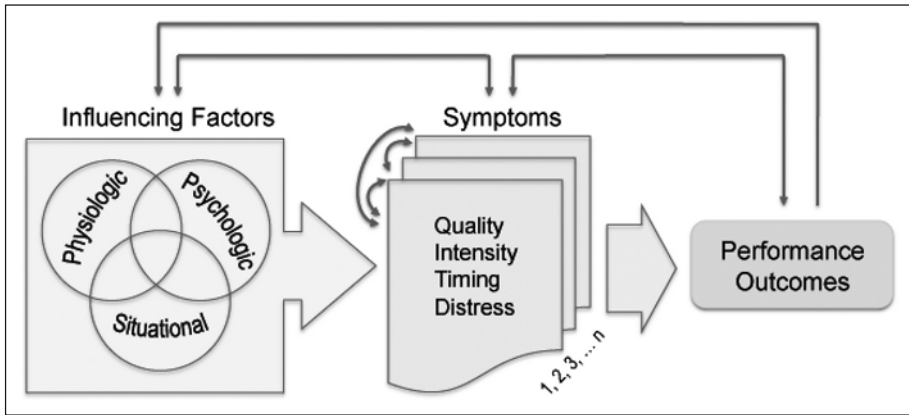 Influencing Factors
Symptoms
Physiologic
Psychologic
Situational
Quality
Intensity
Timing
Distress
1, 2, 3, ... n
Performance
Outcomes